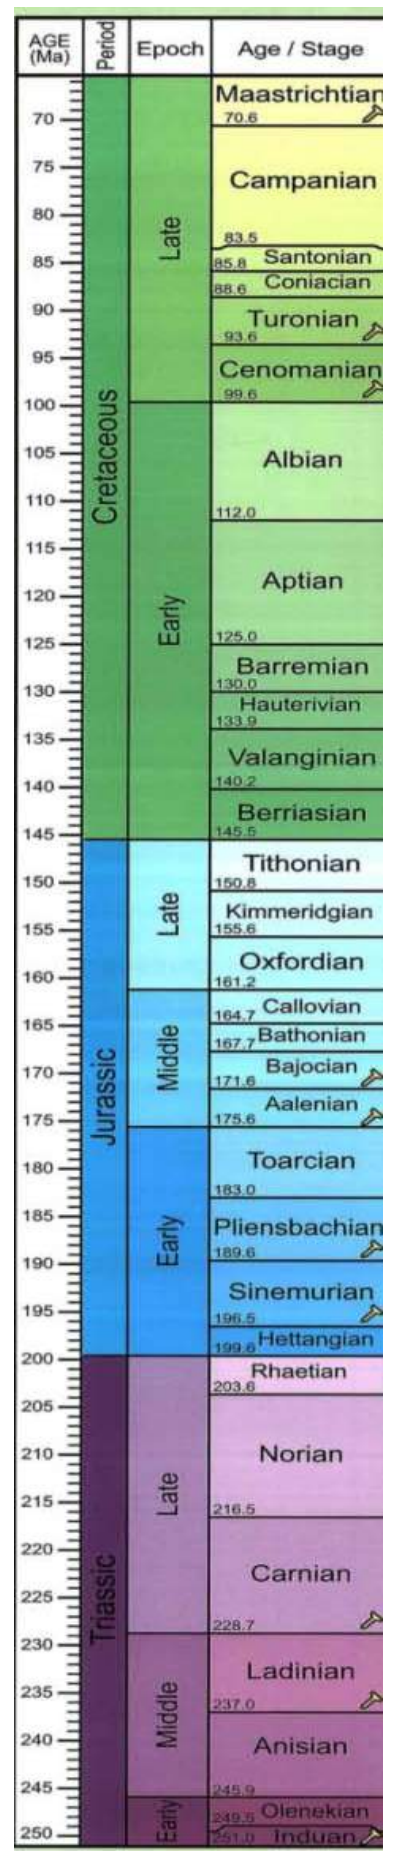 AGE
(Ma)
Period
Epoch
Age / Stage
70
75
80
85
90
95
100
105
110
115
120
125
130
135
140
145
150
155
160
165
170
175
180
185
190
195
200
205
210
215
220
225
230
235
240
245
250
Cretaceous
Jurassic
Triassic
Late
Early
Late
Middle
Early
Late
Middle
Early
Maastrichtian
70.6
Campanian
83.5
Santonian
85.8
Coniacian
88.6
Turonian
93.6
Cenomanian
99.6
Albian
112.0
Aptian
125.0
Barremian
130.0
Hauterivian
133.9
Valanginian
140.2
Berriasian
145.5
Tithonian
150.8
Kimmeridgian
155.6
Oxfordian
161.2
Callovian
164.7
Bathonian
167.7
Bajocian
171.6
Aalenian
175.6
Toarcian
183.0
Pliensbachian
189.6
Sinemurian
196.5
Hettangian
199.6
Rhaetian
203.6
Norian
216.5
Carnian
228.7
Ladinian
237.0
Anisian
245.9
Olenekian
249.5
Induan
251.0